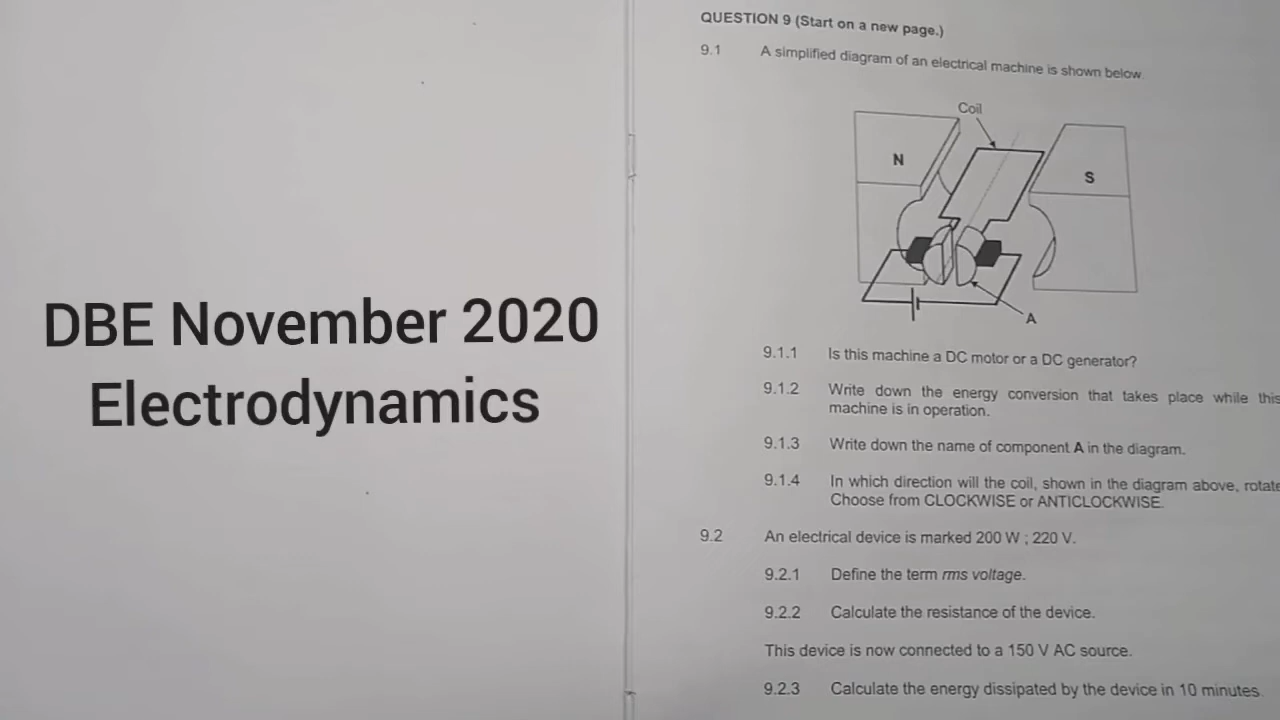 DBE November 2020
Electrodynamics
QUESTION 9 (Start on a new page.)
9.1 A simplified diagram of an electrical machine is shown below
Coil
N
S
A
9.1.1 Is this machine a DC motor or a DC generator?
9.1.2 Write down the energy conversion that takes place while this
machine is in operation.
9.1.3 Write down the name of component A in the diagram.
9.1.4 In which direction will the coil, shown in the diagram above, rotate
Choose from CLOCKWISE or ANTICLOCKWISE.
9.2 An electrical device is marked 200 W ; 220 V.
9.2.1 Define the term rms voltage.
9.2.2 Calculate the resistance of the device.
This device is now connected to a 150 V AC source.
9.2.3 Calculate the energy dissipated by the device in 10 minutes